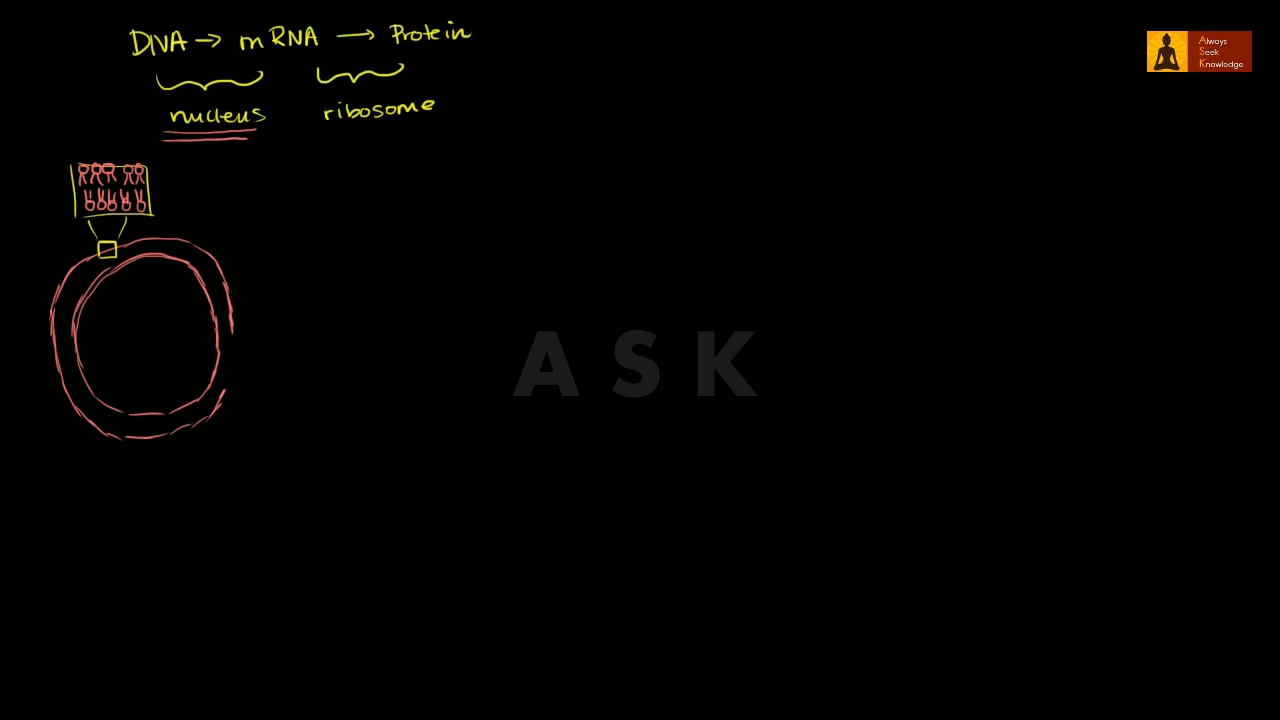 DNA → mRNA → Protein
nucleus ribosome
Always
Seek
Knowledge
ASK